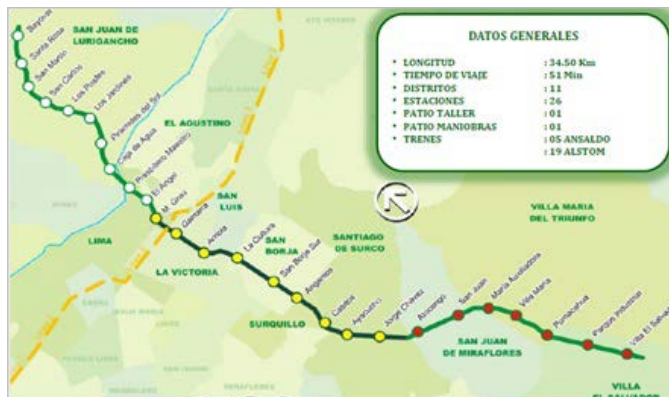 DATOS GENERALES
• LONGITUD : 34.50 Km
• TIEMPO DE VIAJE : 51 Min
• DISTRITOS : 11
• ESTACIONES : 26
• PATIO TALLER : 01
• PATIO MANIOBRAS : 01
• TRENES : 05 ANSALDO
: 19 ALSTOM
SAN JUAN DE
LURIGANCHO
Bayóvar
Santa Rosa
San Martín
San Carlos
Los Postes
Los Jardines
Pirámides del Sol
Caja de Agua
Presbítero Maestro
El Angel
EL AGUSTINO
M. Grau
Gamarra
Arriola
La Cultura
San Borja Sur
Angamos
Cabitos
Ayacucho
Jorge Chavez
Atocongo
San Juan
María Auxiliadora
Villa María
Pumacahua
Parque Industrial
Villa El Salvador
SAN
LUIS
LIMA
LA VICTORIA
SAN
BORJA
SANTIAGO
DE SURCO
SURQUILLO
VILLA MARIA
DEL TRIUNFO
SAN JUAN
DE MIRAFLORES
MIRAFLORES
VILLA
EL SALVADOR